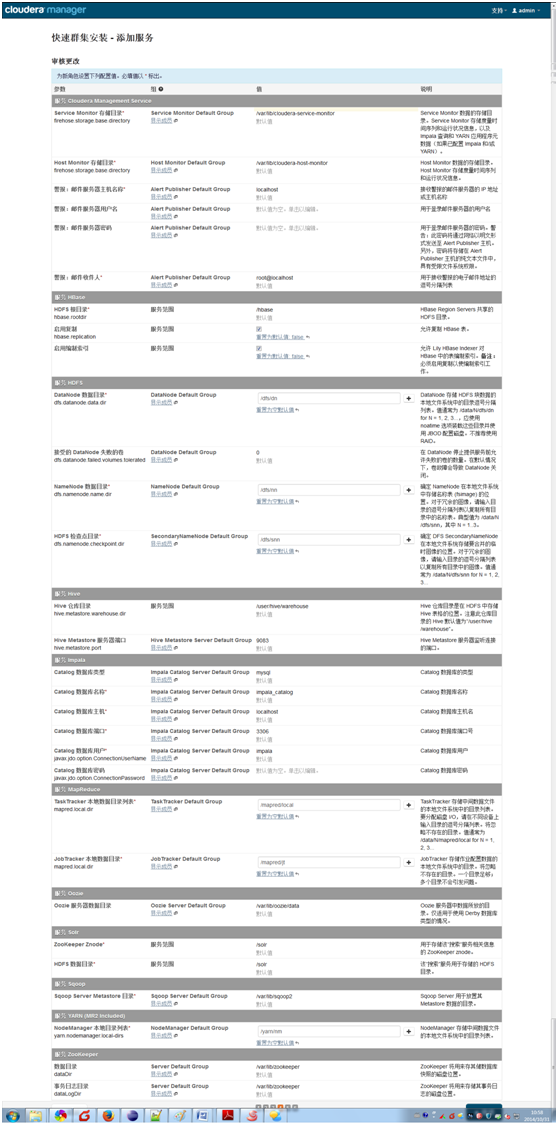 cloudera manager
支持 admin
快速群集安装 - 添加服务
审核更改
为新角色设置下列配置值。必填值以 * 标出。
参数 组 值 说明
服务 Cloudera Management Service
Service Monitor 存储目录* Service Monitor Default Group /var/lib/cloudera-service-monitor Service Monitor 数据的存储目
firehose.storage.base.directory 显示成员 默认值 录。Service Monitor 存储度量时
间序列和运行状况信息，以及
Impala 查询和 YARN 应用程序元
数据（如果已配置 Impala 和/或
YARN）。
Host Monitor 存储目录* Host Monitor Default Group /var/lib/cloudera-host-monitor Host Monitor 数据的存储目录。
firehose.storage.base.directory 显示成员 默认值 Host Monitor 存储度量时间序列
和运行状况信息。
警报：邮件服务器主机名称* Alert Publisher Default Group localhost 接收警报的邮件服务器的 IP 地址
显示成员 默认值 或主机名称
警报：邮件服务器用户名 Alert Publisher Default Group 默认值为空。单击以编辑。 用于登录邮件服务器的用户名
显示成员
警报：邮件服务器密码 Alert Publisher Default Group 默认值为空。单击以编辑。 用于登录邮件服务器的密码。警
显示成员 告：此密码将通过网络以明文形
式发送至 Alert Publisher 主机。
另外，密码将存储在 Alert
Publisher 主机的纯文本文件中，
具有受限文件系统权限。
警报：邮件收件人* Alert Publisher Default Group root@localhost 用于接收警报的电子邮件地址的
显示成员 默认值 逗号分隔列表
服务 HBase
HDFS 根目录* 服务范围 /hbase HBase Region Servers 共享的
hbase.rootdir 默认值 HDFS 目录。
启用复制 服务范围 允许复制 HBase 表。
hbase.replication 重置为默认值: false
启用编制索引 服务范围 允许 Lily HBase Indexer 对
重置为默认值: false HBase 中的表编制索引。备注：
必须启用复制以使编制索引工
作。
服务 HDFS
DataNode 数据目录* DataNode Default Group /dfs/dn DataNode 存储 HDFS 块数据的
dfs.datanode.data.dir 显示成员 重置为空默认值 本地文件系统中的目录逗号分隔
列表。值通常为 /data/N/dfs/dn
for N = 1, 2, 3...。应使用
noatime 选项装载这些目录并使
用 JBOD 配置磁盘。不推荐使用
RAID。
接受的 DataNode 失败的卷 DataNode Default Group 0 在 DataNode 停止提供服务前允
dfs.datanode.failed.volumes.tolerated 显示成员 默认值 许失败的卷的数量。在默认情况
下，卷故障会导致 DataNode 关
闭。
NameNode 数据目录* NameNode Default Group /dfs/nn 确定 NameNode 在本地文件系统
dfs.namenode.name.dir 显示成员 重置为空默认值 中存储名称表 (fsimage) 的位
置。对于冗余的图像，请输入目
录的逗号分隔列表以复制所有目
录中的名称表。典型值为 /data/N
/dfs/nn，其中 N = 1..3。
HDFS 检查点目录* SecondaryNameNode /dfs/snn 确定 DFS SecondaryNameNode
dfs.namenode.checkpoint.dir Default Group 重置为空默认值 在本地文件系统存储要合并的临
显示成员 时图像的位置。对于冗余的图
像，请输入目录的逗号分隔列表
以复制所有目录中的图像。值通
常为 /data/N/dfs/snn for N = 1, 2,
3...
服务 Hive
Hive 仓库目录 服务范围 /user/hive/warehouse Hive 仓库目录是在 HDFS 中存储
hive.metastore.warehouse.dir 默认值 Hive 表格的位置。注意此仓库目
录的 Hive 默认值为“/user/hive
/warehouse”。
Hive Metastore 服务器端口 Hive Metastore Server Default Group 9083 Hive Metastore 服务器监听连接
hive.metastore.port 显示成员 默认值 的端口。
服务 Impala
Catalog 数据库类型 Impala Catalog Server Default Group mysql Catalog 数据库的类型
显示成员 默认值
Catalog 数据库名称* Impala Catalog Server Default Group impala_catalog Catalog 数据库名称
显示成员 默认值
Catalog 数据库主机* Impala Catalog Server Default Group localhost Catalog 数据库主机名
显示成员 默认值
Catalog 数据库端口* Impala Catalog Server Default Group 3306 Catalog 数据库端口号
显示成员 默认值
Catalog 数据库用户* Impala Catalog Server Default Group impala Catalog 数据库用户
javax.jdo.option.ConnectionUserName 显示成员 默认值
Catalog 数据库密码 Impala Catalog Server Default Group 默认值为空。单击以编辑。 Catalog 数据库密码
javax.jdo.option.ConnectionPassword 显示成员
服务 MapReduce
TaskTracker 本地数据目录列表* TaskTracker Default Group /mapred/local TaskTracker 存储中间数据文件
mapred.local.dir 显示成员 重置为空默认值 的本地文件系统中的目录列表。
要分配磁盘 I/O，请在不同设备上
输入目录的逗号分隔列表。将忽
略不存在的目录。值通常为
/data/N/mapred/local for N = 1,
2, 3...
JobTracker 本地数据目录* JobTracker Default Group /mapred/jt JobTracker 存储作业配置数据的
mapred.local.dir 显示成员 重置为空默认值 本地文件系统中的目录。将忽略
不存在的目录。一个目录足够；
多个目录不会引发问题。
服务 Oozie
Oozie 服务器数据目录 Oozie Server Default Group /var/lib/oozie/data Oozie 服务器中数据所放的目
显示成员 默认值 录。仅适用于使用 Derby 数据库
类型的情况。
服务 Solr
ZooKeeper Znode* 服务范围 /solr 用于存储该“搜索”服务相关信息
默认值 的 ZooKeeper znode。
HDFS 数据目录* 服务范围 /solr 该“搜索”服务用于存储的 HDFS
默认值 目录。
服务 Sqoop
Sqoop Server Metastore 目录* Sqoop Server Default Group /var/lib/sqoop2 Sqoop Server 用于放置其
显示成员 默认值 Metastore 数据的目录。
服务 YARN (MR2 Included)
NodeManager 本地目录列表* NodeManager Default Group /yarn/nm NodeManager 存储中间数据文件
yarn.nodemanager.local-dirs 显示成员 重置为空默认值 的本地文件系统中的目录列表。
服务 ZooKeeper
数据目录 Server Default Group /var/lib/zookeeper ZooKeeper 将用来存其储数据库
dataDir 显示成员 默认值 快照的磁盘位置。
事务日志目录 Server Default Group /var/lib/zookeeper ZooKeeper 将用来存储其事务日
dataLogDir 显示成员 默认值 志的磁盘位置。
10:58
2014/10/11